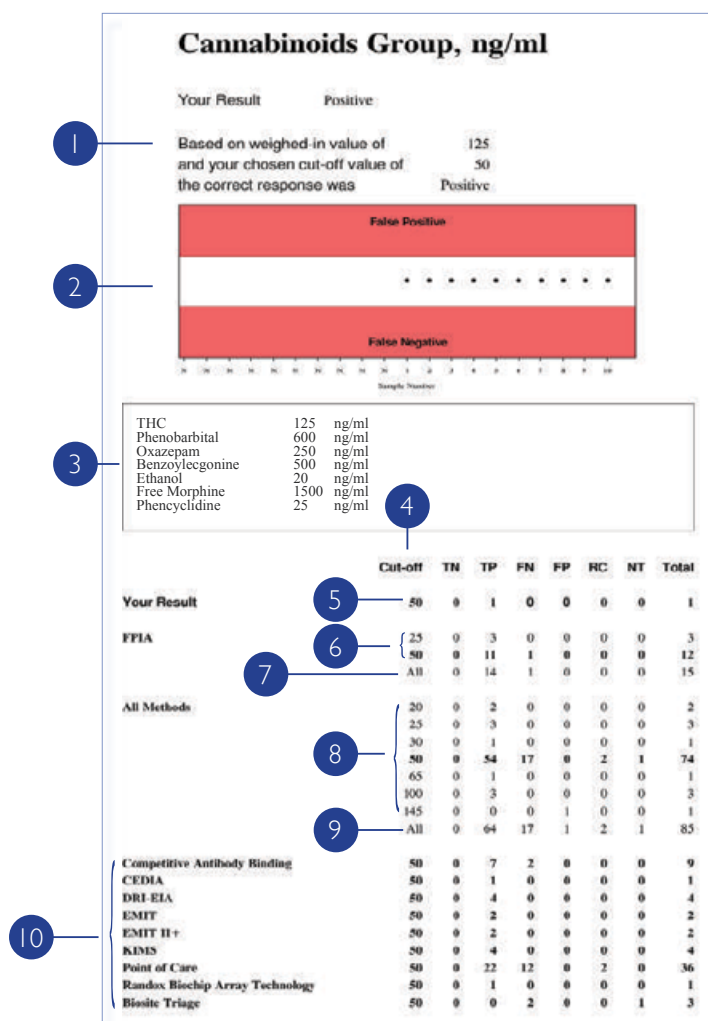 Cannabinoids Group, ng/ml
Your Result Positive
1
Based on weighed-in value of 125
and your chosen cut-off value of 50
the correct response was Positive
2
False Positive
False Negative
N N N N N N N N N N 1 2 3 4 5 6 7 8 9 10
Sample Number
3
THC 125 ng/ml
Phenobarbital 600 ng/ml
Oxazepam 250 ng/ml
Benzoylecgonine 500 ng/ml
Ethanol 20 ng/ml
Free Morphine 1500 ng/ml
Phencyclidine 25 ng/ml
4
Cut-off TN TP FN FP RC NT Total
Your Result 5 50 0 1 0 0 0 0 1
FPIA 25 0 3 0 0 0 0 3
6 50 0 11 1 0 0 0 12
7 All 0 14 1 0 0 0 15
All Methods 20 0 2 0 0 0 0 2
25 0 3 0 0 0 0 3
30 0 1 0 0 0 0 1
8 50 0 54 17 0 2 1 74
65 0 1 0 0 0 0 1
100 0 3 0 0 0 0 3
145 0 0 0 1 0 0 1
9 All 0 64 17 1 2 1 85
Competitive Antibody Binding 50 0 7 2 0 0 0 9
CEDIA 50 0 1 0 0 0 0 1
DRI-EIA 50 0 4 0 0 0 0 4
EMIT 50 0 2 0 0 0 0 2
10
EMIT II+ 50 0 2 0 0 0 0 2
KIMS 50 0 4 0 0 0 0 4
Point of Care 50 0 22 12 0 2 0 36
Randox Biochip Array Technology 50 0 1 0 0 0 0 1
Biosite Triage 50 0 0 2 0 0 1 3